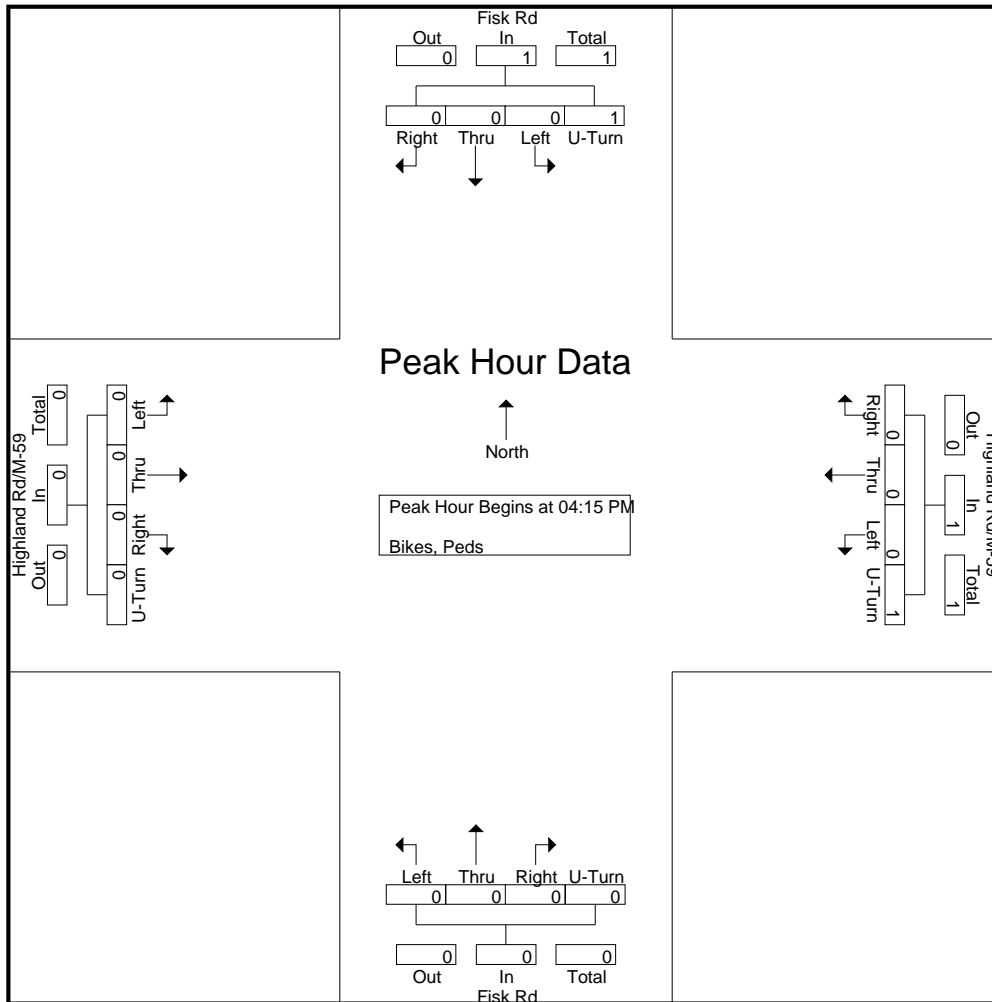 Fisk Rd
Out In Total
0 1 1
0 0 0 1
Right Thru Left U-Turn
Peak Hour Data
North
Peak Hour Begins at 04:15 PM
Bikes, Peds
Highland Rd/M-59
Out In Total
0 0 0
0 0 0 0
Left Thru Right U-Turn
Highland Rd/M-59
Out In Total
0 1 1
0 0 0 1
Right Thru Left U-Turn
Left Thru Right U-Turn
0 0 0 0
0 0 0
Out In Total
Fisk Rd